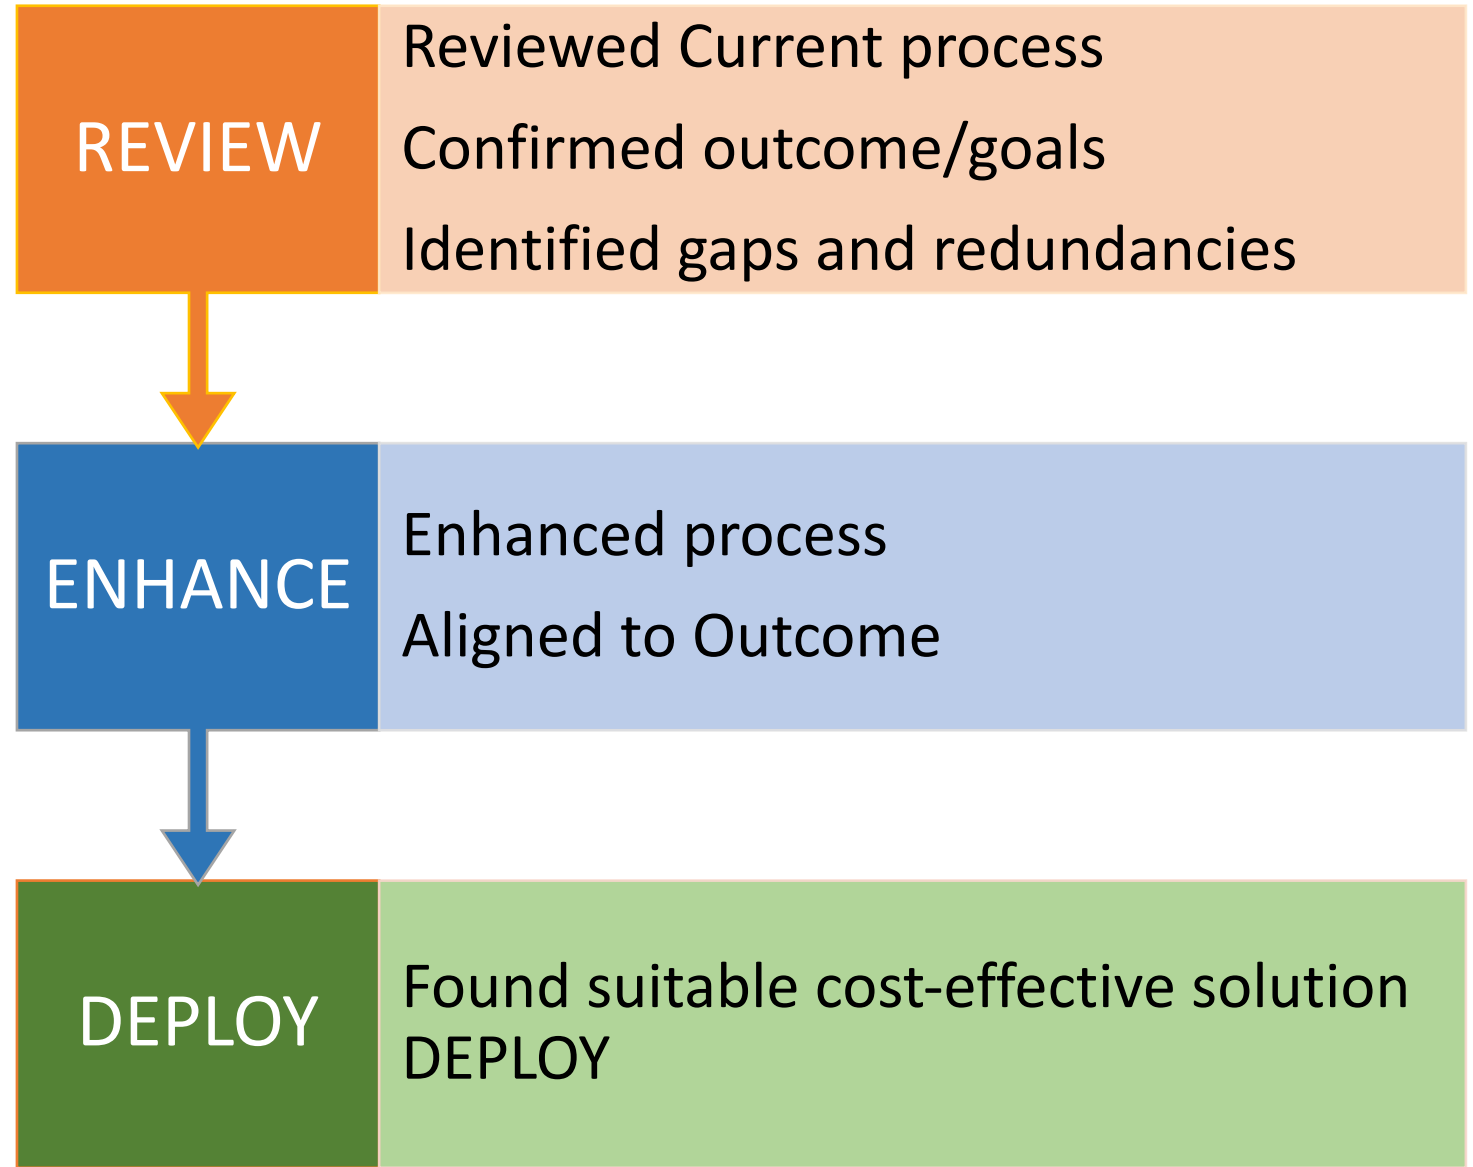 REVIEW
Reviewed Current process
Confirmed outcome/goals
Identified gaps and redundancies
ENHANCE
Enhanced process
Aligned to Outcome
DEPLOY
Found suitable cost-effective solution
DEPLOY